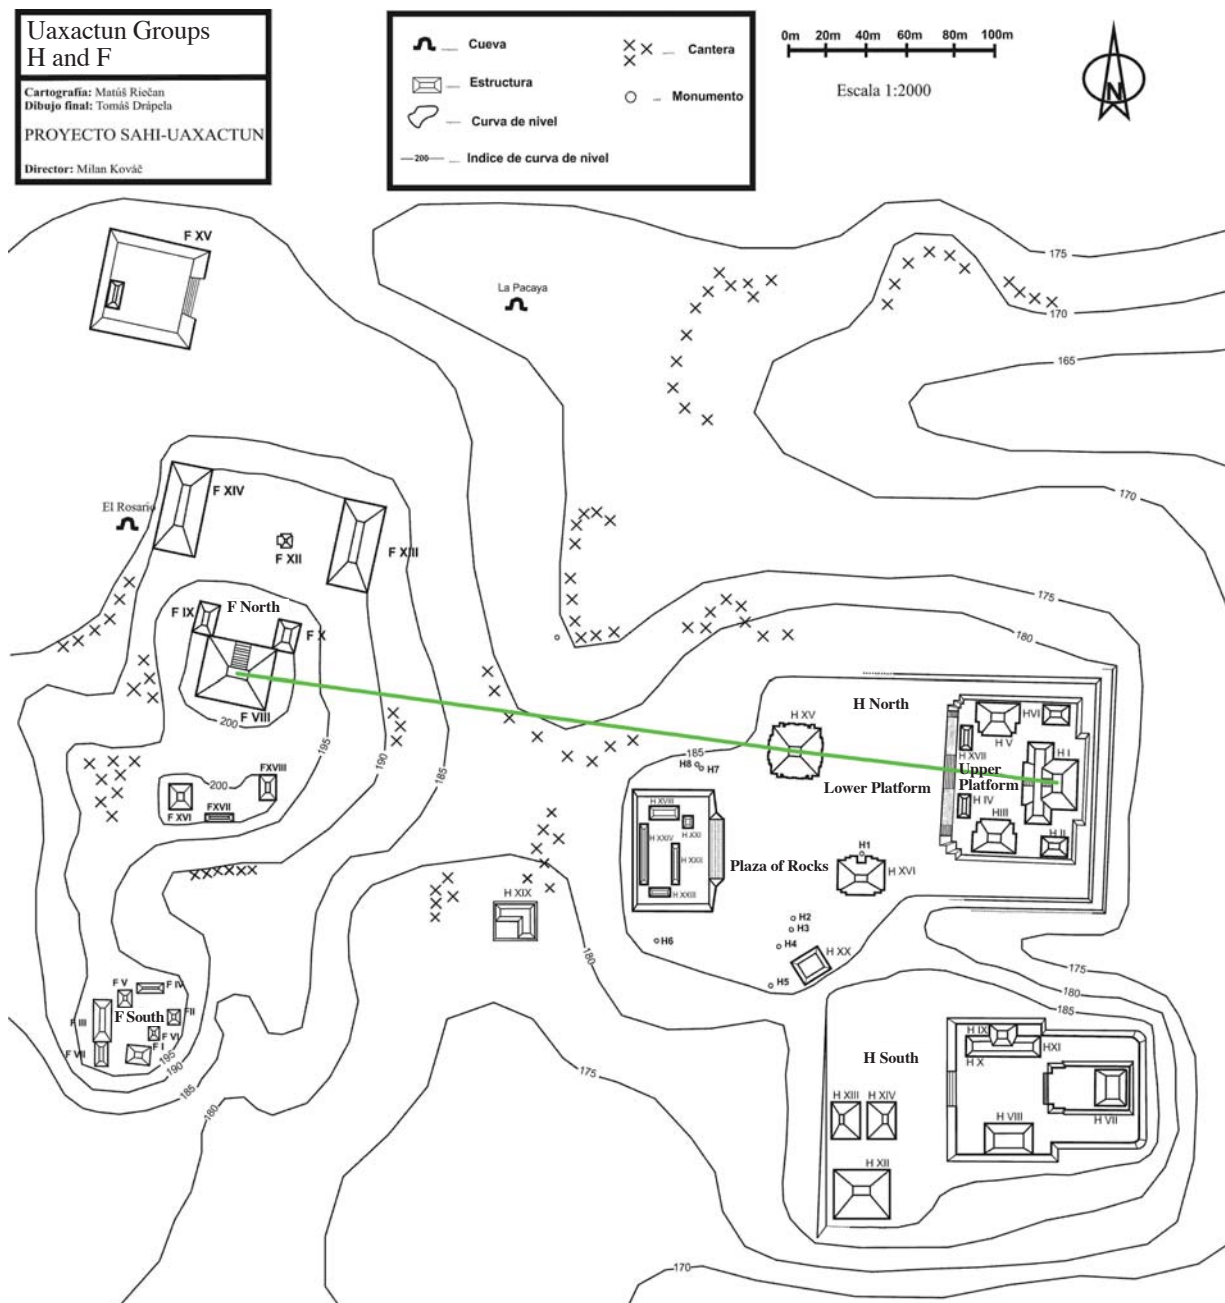 Uaxactun Groups
H and F
Cartografía: Matúš Riečan
Dibujo final: Tomáš Drápela
PROYECTO SAHI-UAXACTUN
Director: Milan Kováč
Cueva
Estructura
Curva de nivel
200
Indice de curva de nivel
Cantera
Monumento
0m 20m 40m 60m 80m 100m
Escala 1:2000
N
F XV
La Pacaya
175
170
165
170
F XIV
El Rosario
F XII
F XIII
F IX
F North
F X
F VIII
200
195
190
185
175
180
H North
H XV
H VI
H V
H XVII
H I
Upper
Platform
Lower Platform
H IV
H III
H II
185
H8
H7
200
FXVIII
F XVI
FXVII
H XVIII
H XXI
H XXIV
H XXII
H XXIII
Plaza of Rocks
H1
H XVI
H XIX
H2
H3
H4
H5
H6
H XX
180
175
180
185
F V
F IV
F III
F South
FII
F VI
F I
F VII
195
190
185
180
175
H South
H IX
H X
HXI
H XIII
H XIV
H VIII
H VII
H XII
170